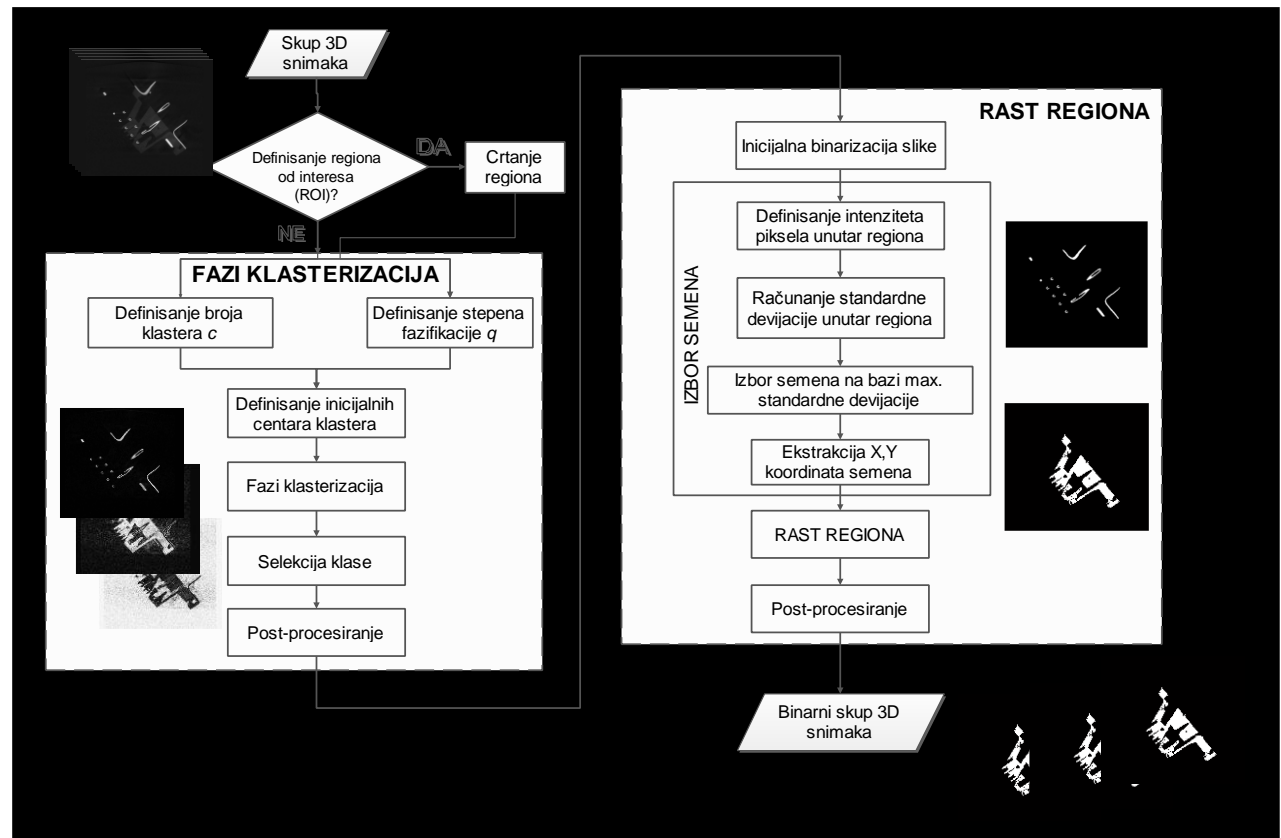 Skup 3D
snimaka
Definisanje regiona
od interesa
(ROI)?
DA
Crtanje
regiona
NE
FAZI KLASTERIZACIJA
Definisanje broja
klastera c
Definisanje stepena
fazifikacije q
Definisanje inicijalnih
centara klastera
Fazi klasterizacija
Selekcija klase
Post-procesiranje
RAST REGIONA
Inicijalna binarizacija slike
IZBOR SEMENA
Definisanje intenziteta
piksela unutar regiona
Računanje standardne
devijacije unutar regiona
Izbor semena na bazi max.
standardne devijacije
Ekstrakcija X,Y
koordinata semena
RAST REGIONA
Post-procesiranje
Binarni skup 3D
snimaka